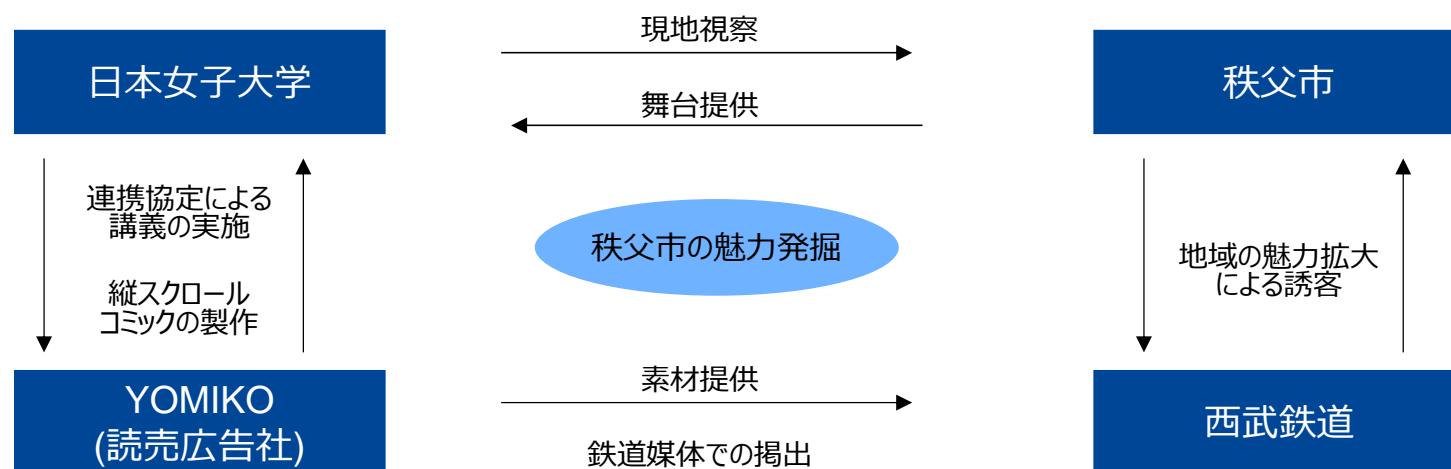 現地視察
日本女子大学
秩父市
舞台提供
連携協定による
講義の実施
秩父市の魅力発掘
地域の魅力拡大
による誘客
縦スクロール
コミックの製作
素材提供
YOMIKO
(読売広告社)
西武鉄道
鉄道媒体での掲出